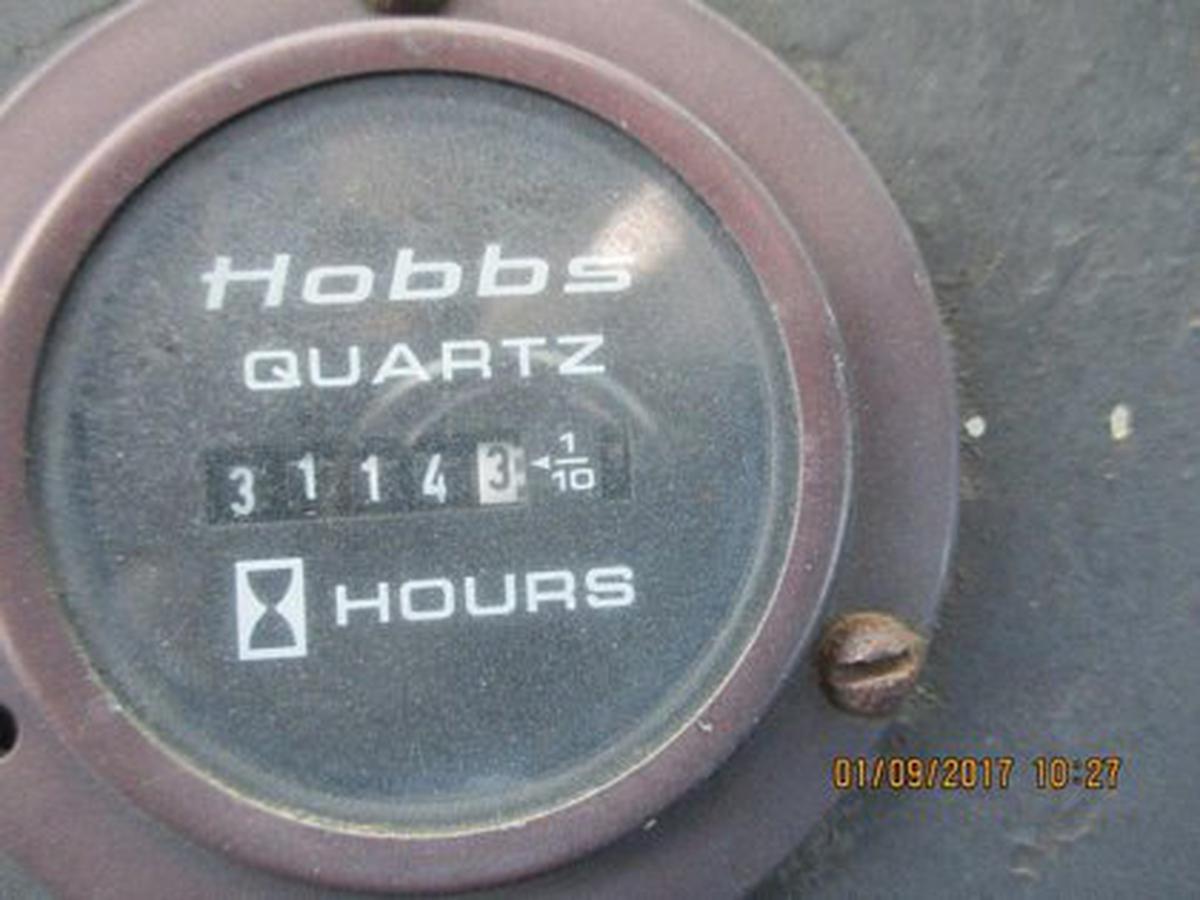 Hobbs
QUARTZ
3 1 1 4 3 1/10
HOURS
01/09/2017 10:27